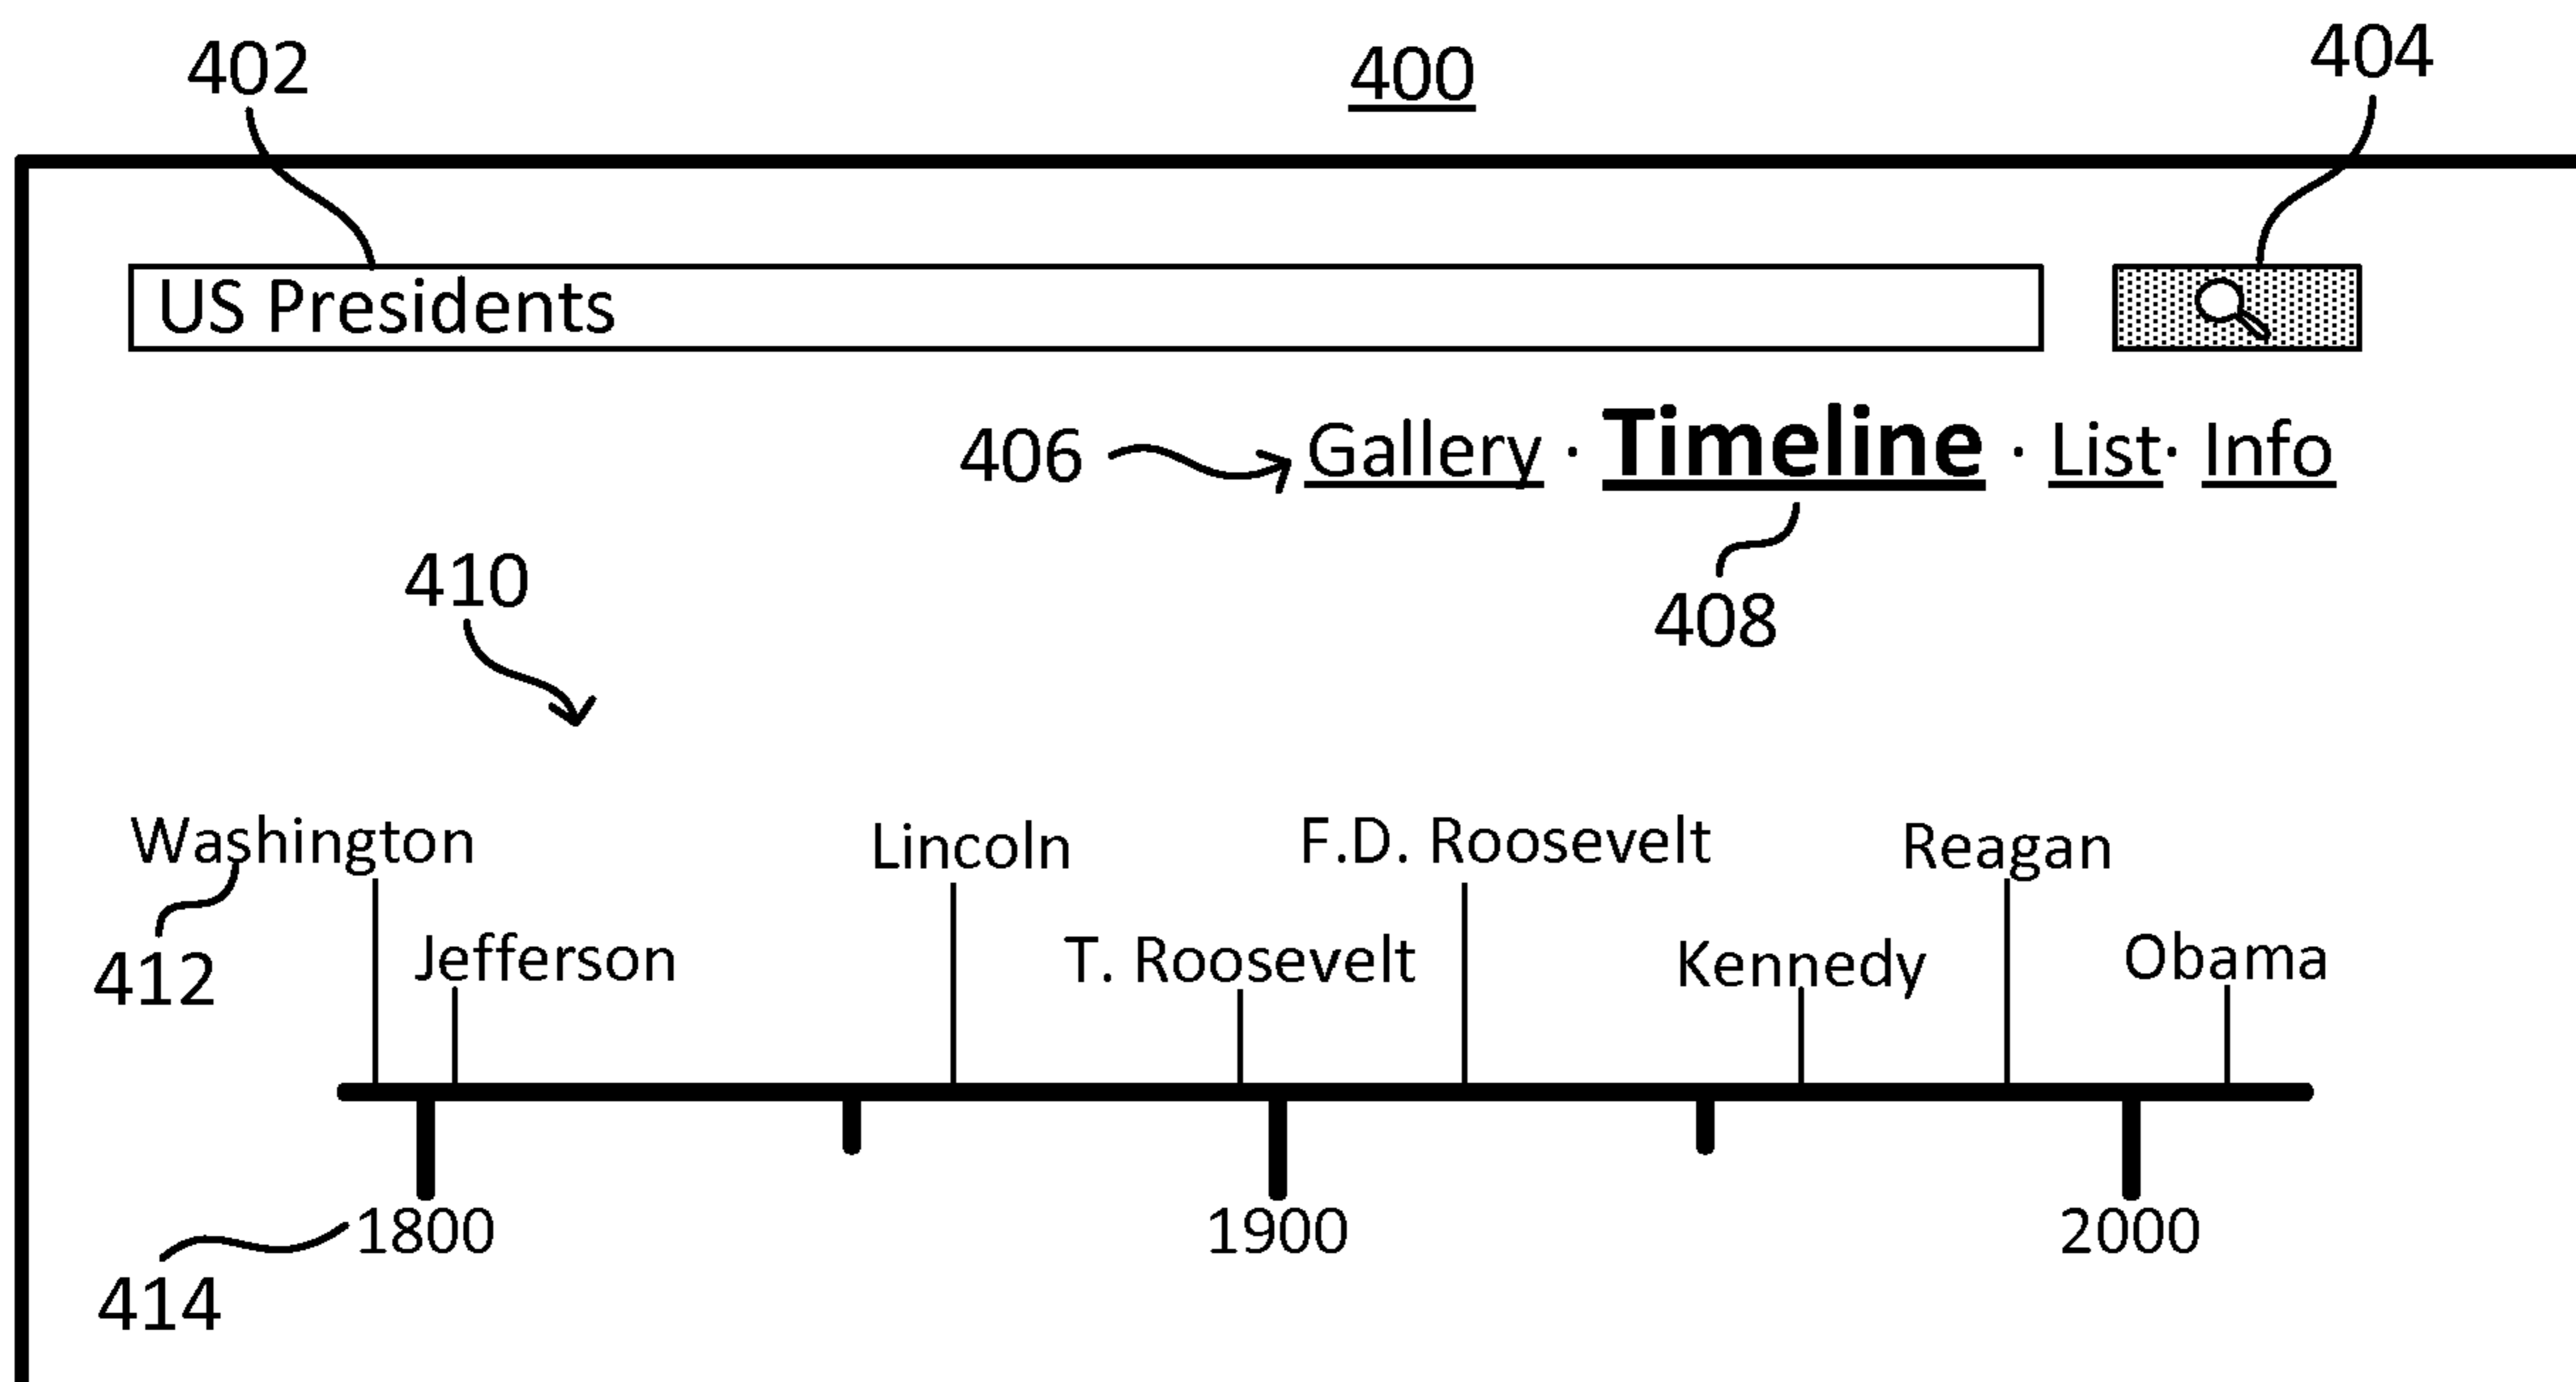 402
400
404
US Presidents
406 Gallery · Timeline · List· Info
408
410
Washington Lincoln F.D. Roosevelt Reagan
412 Jefferson T. Roosevelt Kennedy Obama
1800 1900 2000
414